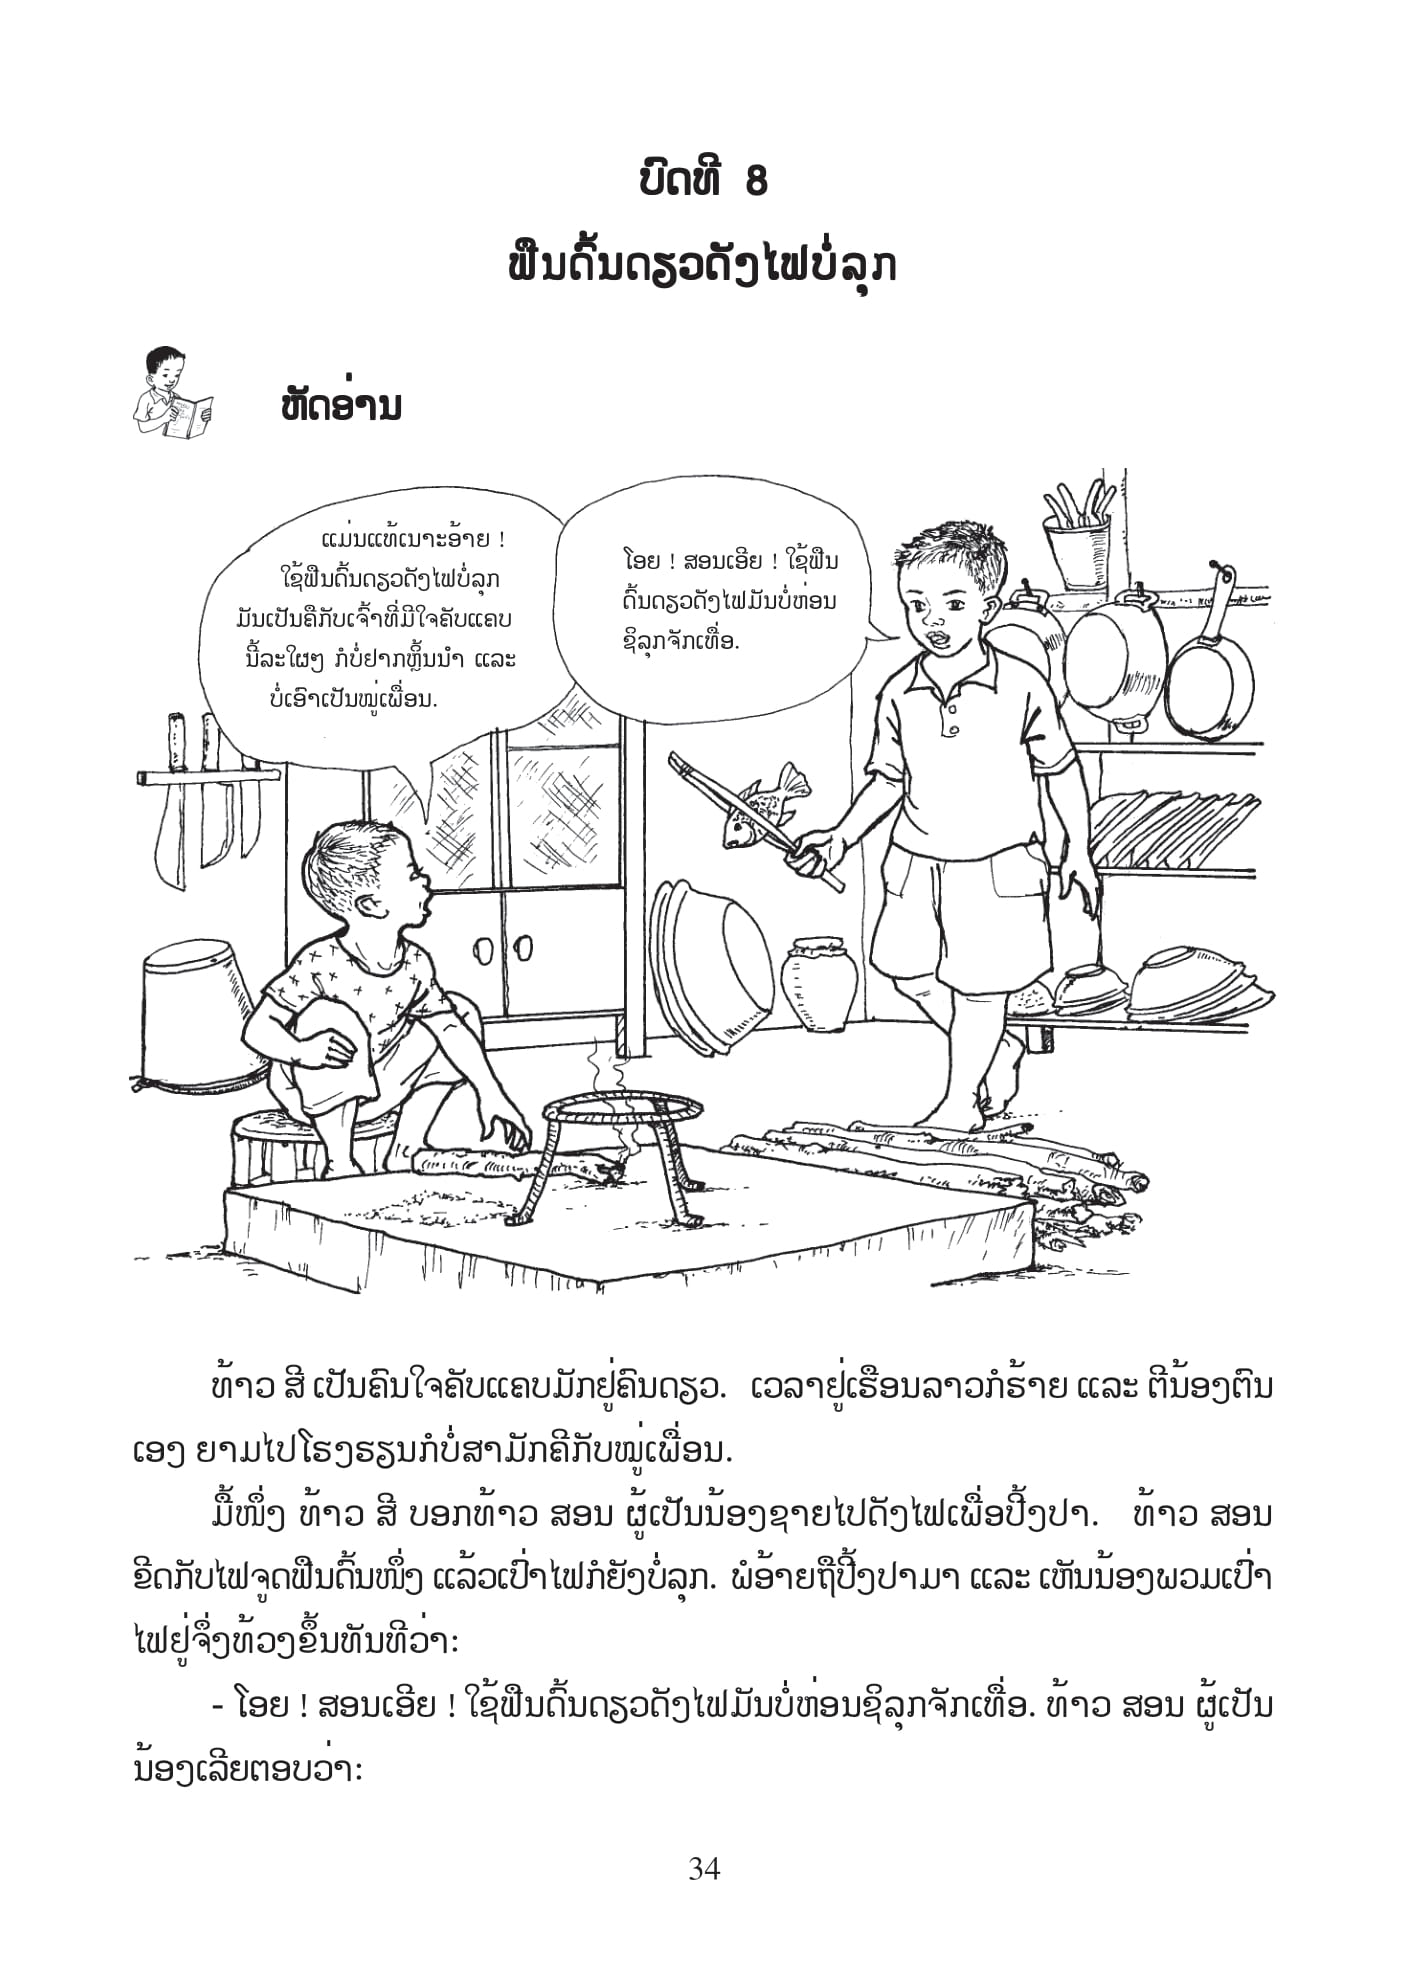 ບົດທີ 8
ຟືນດົ້ນດຽວດັງໄຟບໍ່ລຸກ
ຫັດອ່ານ
ແມ່ນແທ້ເນາະອ້າຍ !
ໃຊ້ຟືນດົ້ນດຽວດັງໄຟບໍ່ລຸກ
ມັນເປັນຄືກັບເຈົ້າທີ່ມີໃຈຄັບແຄບ
ນີ້ລະໃຜໆ ກໍບໍ່ຢາກຫຼິ້ນນຳ ແລະ
ບໍ່ເອົາເປັນໝູ່ເພື່ອນ.
ໂອຍ ! ສອນເອີຍ ! ໃຊ້ຟືນ
ດົ້ນດຽວດັງໄຟມັນບໍ່ຫ່ອນ
ຊິລຸກຈັກເທື່ອ.
ທ້າວ ສີ ເປັນຄົນໃຈຄັບແຄບມັກຢູ່ຄົນດຽວ. ເວລາຢູ່ເຮືອນລາວກໍຮ້າຍ ແລະ ຕີນ້ອງຕົນ
ເອງ ຍາມໄປໂຮງຮຽນກໍບໍ່ສາມັກຄີກັບໝູ່ເພື່ອນ.
ມື້ໜຶ່ງ ທ້າວ ສີ ບອກທ້າວ ສອນ ຜູ້ເປັນນ້ອງຊາຍໄປດັງໄຟເພື່ອປີ້ງປາ. ທ້າວ ສອນ
ຂີດກັບໄຟຈູດຟືນດົ້ນໜຶ່ງ ແລ້ວເປົ່າໄຟກໍຍັງບໍ່ລຸກ. ພໍອ້າຍຖືປີ້ງປາມາ ແລະ ເຫັນນ້ອງພວມເປົ່າ
ໄຟຢູ່ຈຶ່ງທ້ວງຂຶ້ນທັນທີວ່າ:
- ໂອຍ ! ສອນເອີຍ ! ໃຊ້ຟືນດົ້ນດຽວດັງໄຟມັນບໍ່ຫ່ອນຊິລຸກຈັກເທື່ອ. ທ້າວ ສອນ ຜູ້ເປັນ
ນ້ອງເລີຍຕອບວ່າ:
34